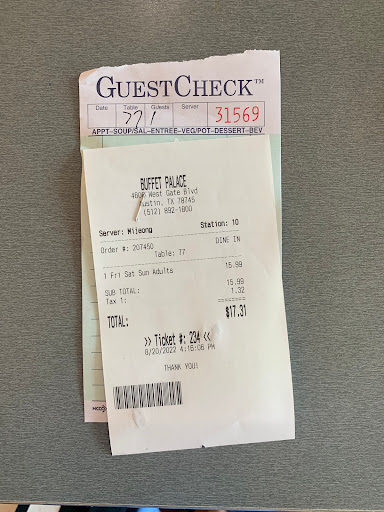 GUESTCHECK™
Date Table Guests Server
77 1 31569
APPT-SOUP/SAL-ENTREE-VEG/POT-DESSERT-BEV
BUFFET PALACE
West Gate Blvd
Austin, TX 78745
(512) 892-1800
Server: Mijeong Station: 10
Order #: 207450 DINE IN
Table: 77
1 Fri Sat Sun Adults 15.99
SUB TOTAL: 15.99
Tax 1: 1.32
TOTAL: $17.31
>> Ticket #: 234 <<
8/20/2022 4:15:06 PM
THANK YOU!